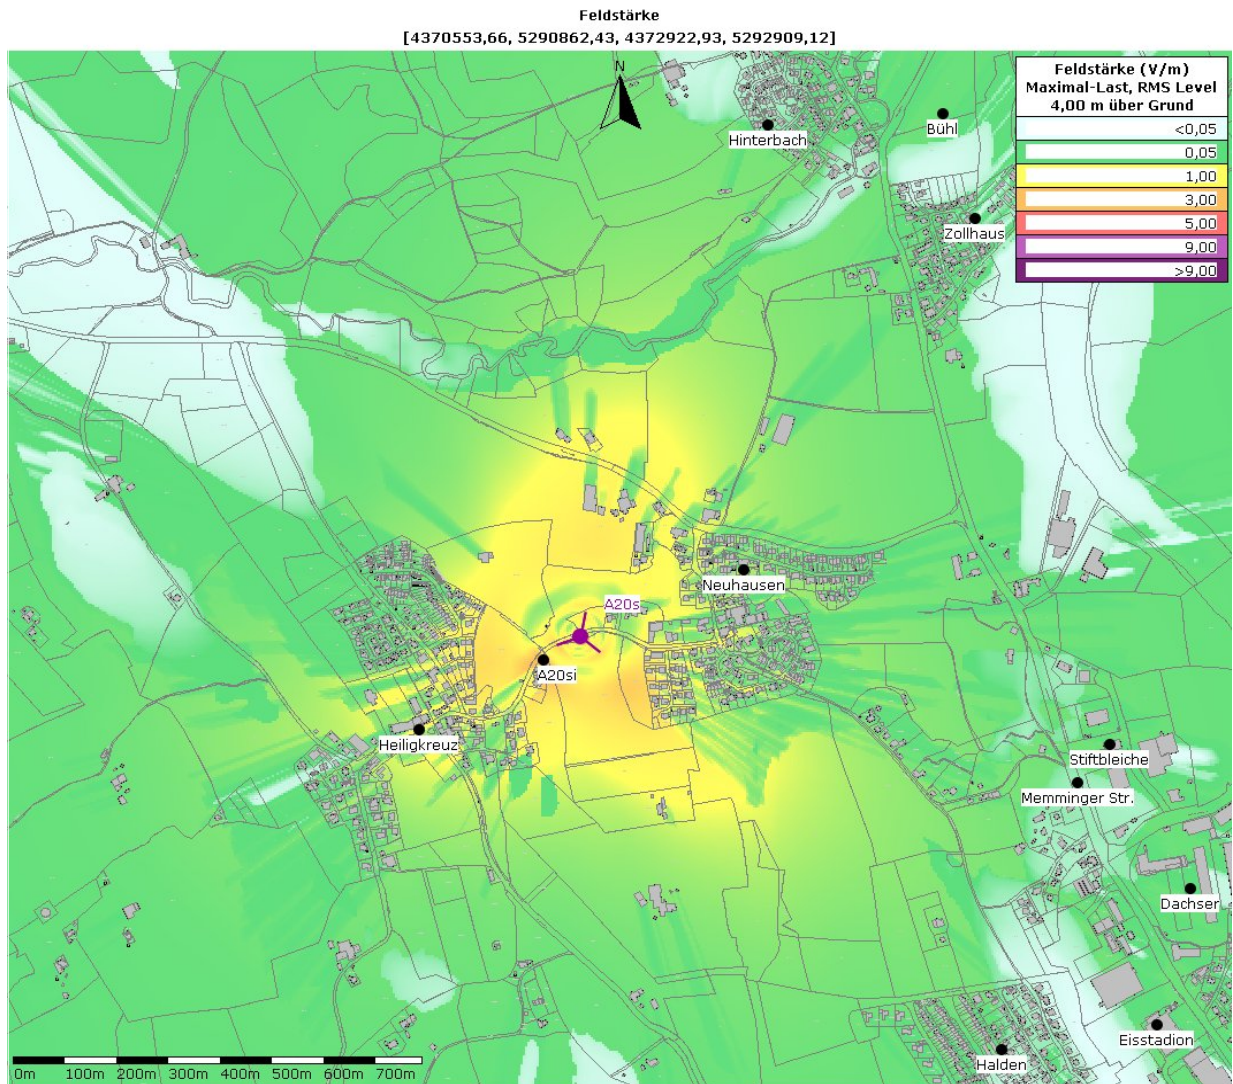 Feldstärke
[4370553,66, 5290862,43, 4372922,93, 5292909,12]
N
Feldstärke (V/m)
Maximal-Last, RMS Level
4,00 m über Grund
<0,05
0,05
1,00
3,00
5,00
9,00
>9,00
Bühl
Hinterbach
Zollhaus
Neuhausen
A20s
A20si
Heiligkreuz
Stiftbleiche
Memminger Str.
Dachser
Eisstadion
Halden
0m 100m 200m 300m 400m 500m 600m 700m